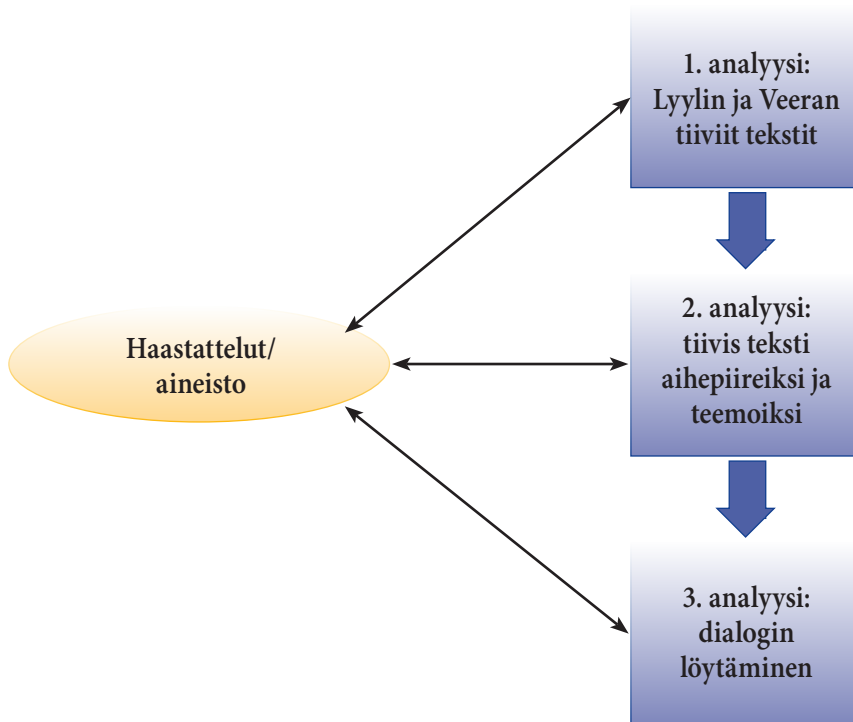 1. analyysi:
Lyylin ja Veeran
tiiviit tekstit
Haastattelut/
aineisto
2. analyysi:
tiivis teksti
aihepiireiksi ja
teemoiksi
3. analyysi:
dialogin
löytäminen